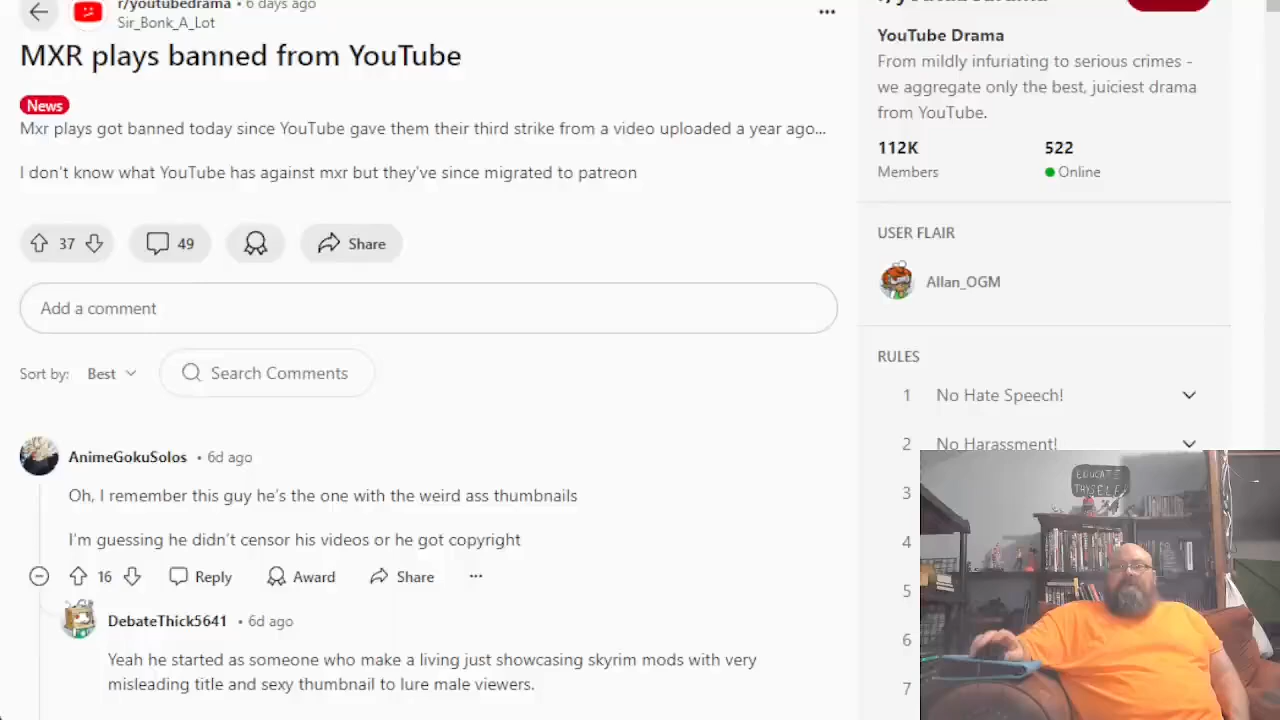 r/youtubedrama • 6 days ago
Sir_Bonk_A_Lot
MXR plays banned from YouTube
News
Mxr plays got banned today since YouTube gave them their third strike from a video uploaded a year ago...
I don't know what YouTube has against mxr but they've since migrated to patreon
37
49
Share
Add a comment
Sort by:
Best
Search Comments
AnimeGokuSolos • 6d ago
Oh, I remember this guy he's the one with the weird ass thumbnails
I'm guessing he didn't censor his videos or he got copyright
16
Reply
Award
Share
DebateThick5641 • 6d ago
Yeah he started as someone who make a living just showcasing skyrim mods with very
misleading title and sexy thumbnail to lure male viewers.
YouTube Drama
From mildly infuriating to serious crimes -
we aggregate only the best, juiciest drama
from YouTube.
112K
522
Members
Online
USER FLAIR
Allan_OGM
RULES
1 No Hate Speech!
2 No Harassment!
3
4
5
6
7
EDUCATE
THYSELF